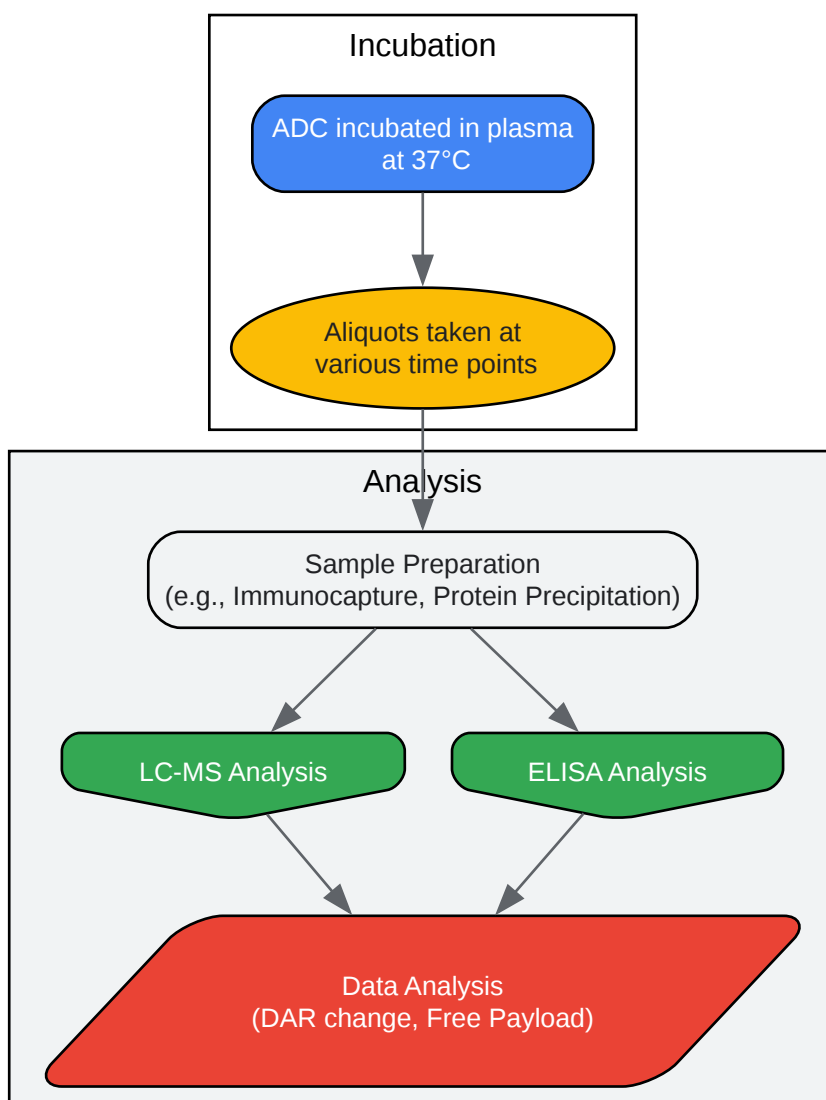 Incubation
ADC incubated in plasma
at 37°C
Aliquots taken at
various time points
Analysis
Sample Preparation
(e.g., Immunocapture, Protein Precipitation)
LC-MS Analysis
ELISA Analysis
Data Analysis
(DAR change, Free Payload)